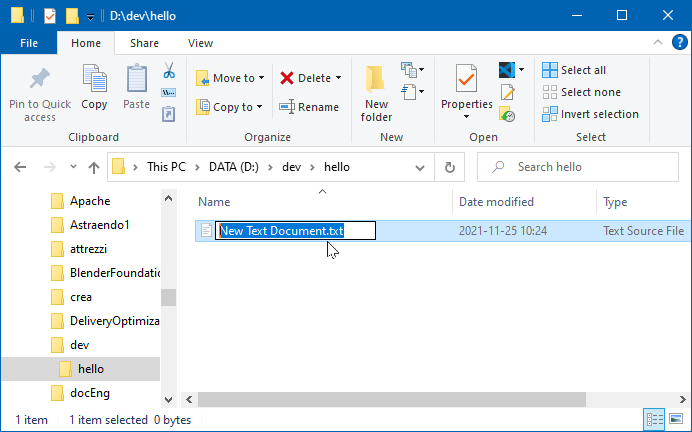 D:\dev\hello
File Home Share View
Pin to Quick access
Copy
Paste
Clipboard
Move to
Copy to
Delete
Rename
Organize
New folder
New
Properties
Open
Select all
Select none
Invert selection
Select
This PC > DATA (D:) > dev > hello
Search hello
Apache
Astraendo1
attrezzi
BlenderFoundatio
crea
DeliveryOptimiza
dev
hello
docEng
Name Date modified Type
New Text Document.txt 2021-11-25 10:24 Text Source File
1 item 1 item selected 0 bytes